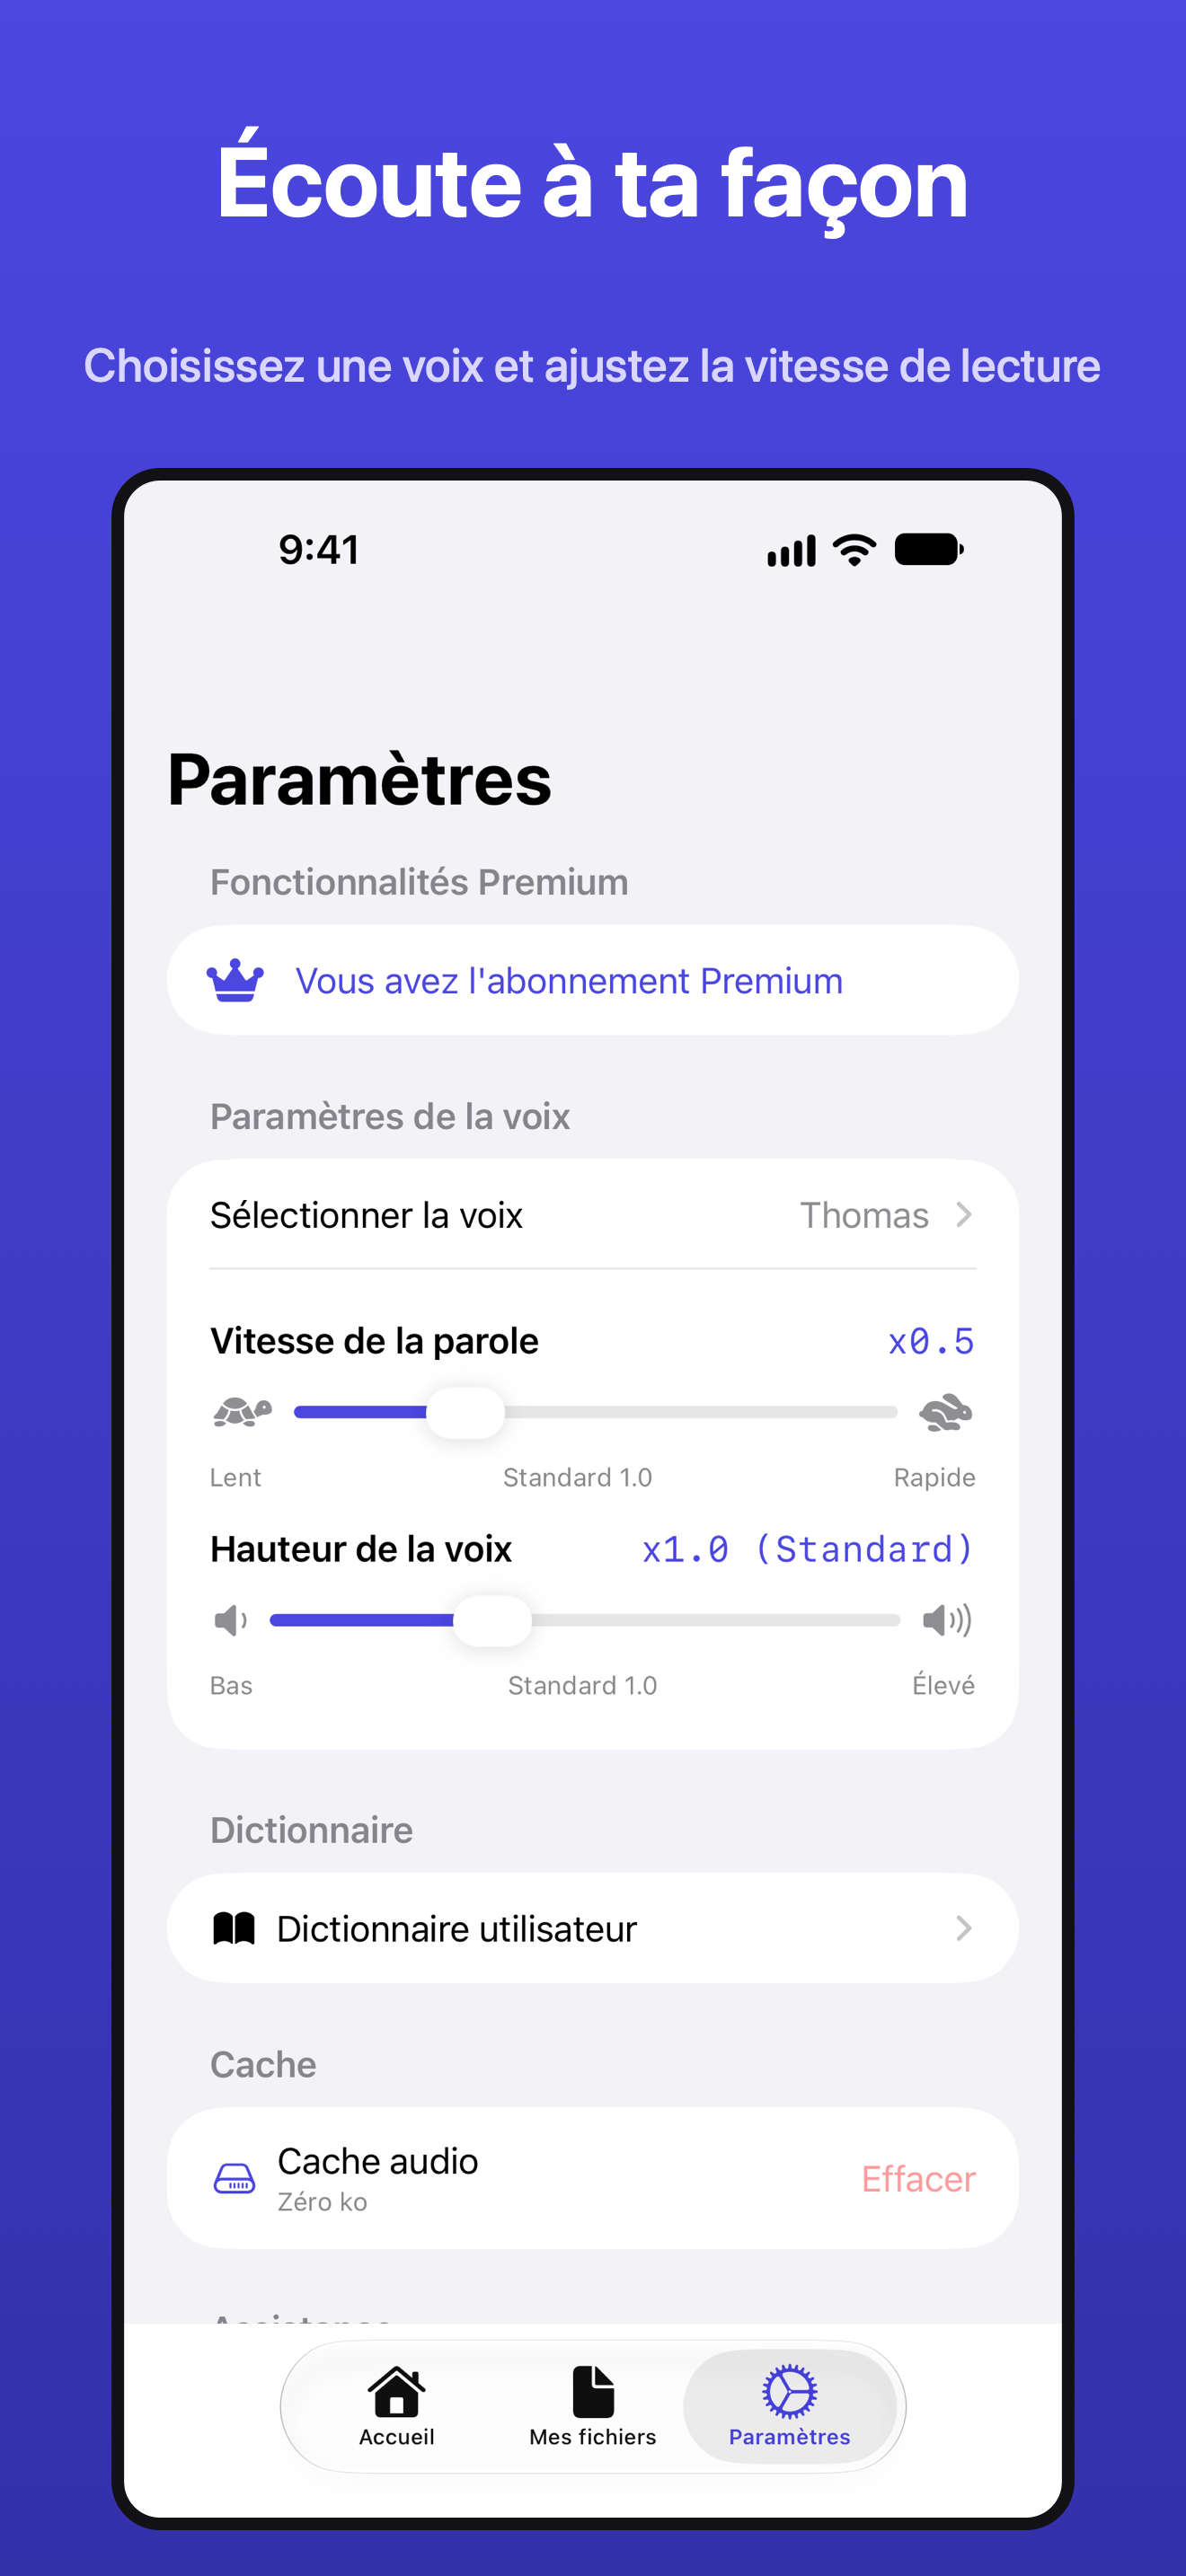 Écoute à ta façon
Choisissez une voix et ajustez la vitesse de lecture
9:41
Paramètres
Fonctionnalités Premium
Vous avez l'abonnement Premium
Paramètres de la voix
Sélectionner la voix Thomas
Vitesse de la parole x0.5
Lent Standard 1.0 Rapide
Hauteur de la voix x1.0 (Standard)
Bas Standard 1.0 Élevé
Dictionnaire
Dictionnaire utilisateur
Cache
Cache audio
Zéro ko
Effacer
Accueil Mes fichiers Paramètres